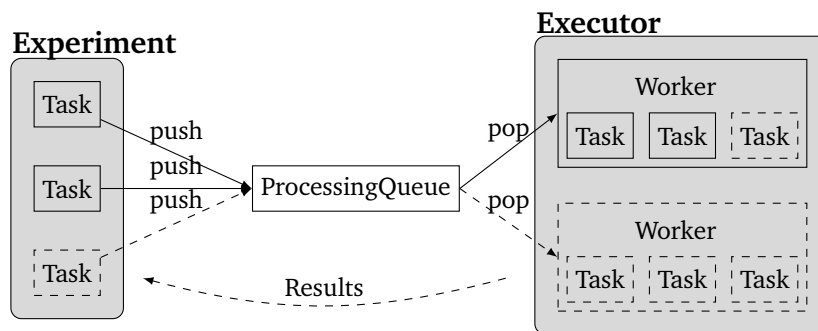 Experiment
Task
Task
Task
push
push
push
ProcessingQueue
pop
pop
Results
Executor
Worker
Task Task Task
Worker
Task Task Task